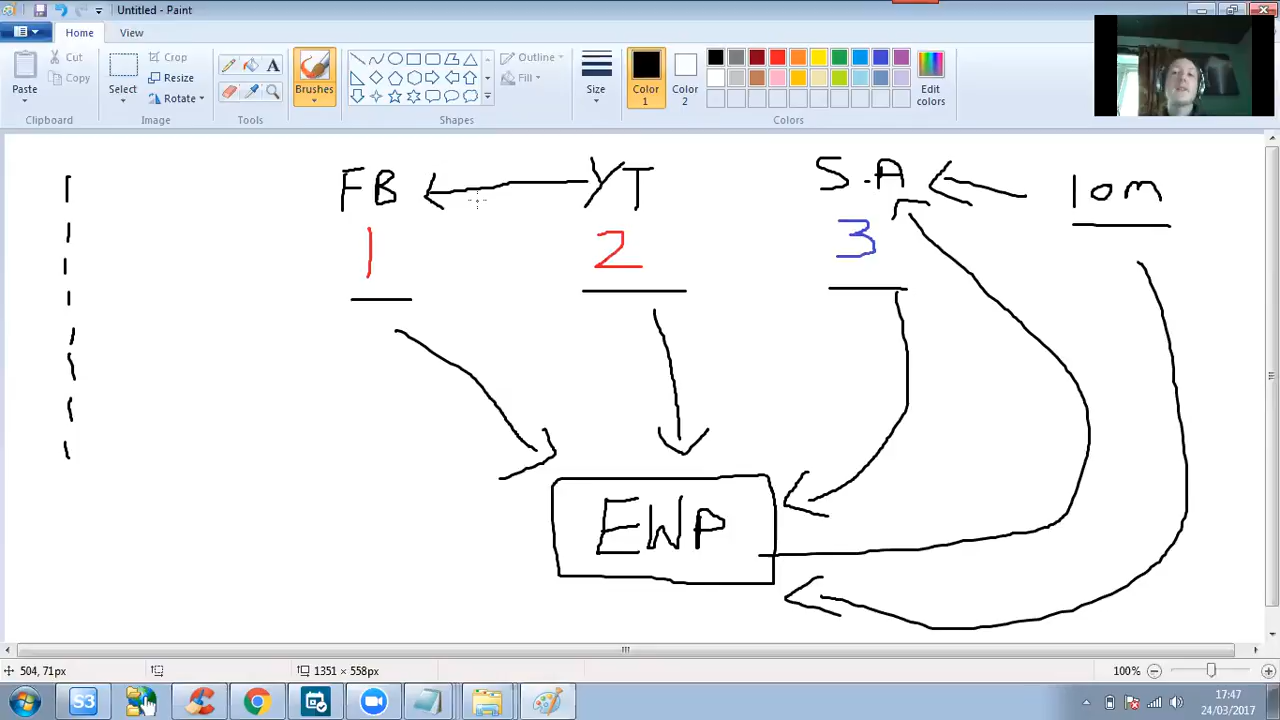 Untitled - Paint
Home
View
Paste
Cut
Copy
Clipboard
Select
Crop
Resize
Rotate
Image
Tools
Brushes
Shapes
Outline
Fill
Size
Color 1
Color 2
Edit colors
Colors
FB YT S.A 10m
1 2 3
EWP
504, 71px
1351 × 558px
100%
S3
17:47
24/03/2017